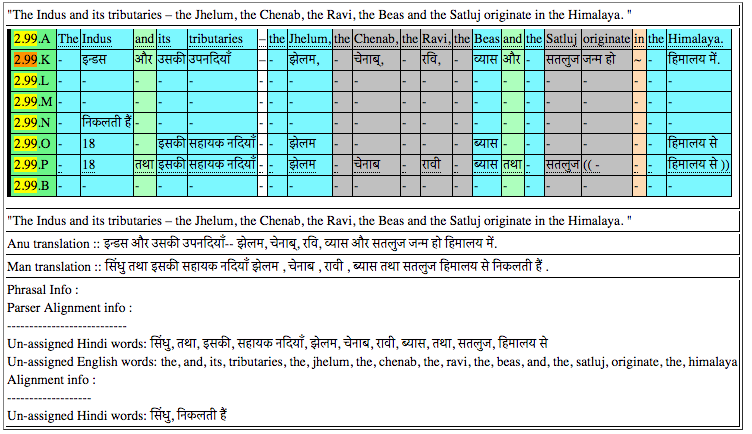 "The Indus and its tributaries – the Jhelum, the Chenab, the Ravi, the Beas and the Satluj originate in the Himalaya. "
2.99.A The Indus and its tributaries – the Jhelum, the Chenab, the Ravi, the Beas and the Satluj originate in the Himalaya.
2.99.K - इन्डस और उसकी उपनदियाँ -- - झेलम, - चेनाब्, - रवि, - व्यास और - सतलुज जन्म हो ~ - हिमालय में.
2.99.L - - - - - - - - - - - - - - - - - - - -
2.99.M - - - - - - - - - - - - - - - - - - - -
2.99.N - निकलती हैं - - - - - - - - - - - - - - - - - -
2.99.O - 18 - इसकी सहायक नदियाँ - - झेलम - - - - - ब्यास - - - - - - हिमालय से
2.99.P - 18 तथा इसकी सहायक नदियाँ - - झेलम - चेनाब - रावी - ब्यास तथा - सतलुज (( - - - हिमालय से ))
2.99.B - - - - - - - - - - - - - - - - - - - -
"The Indus and its tributaries – the Jhelum, the Chenab, the Ravi, the Beas and the Satluj originate in the Himalaya. "
Anu translation :: इन्डस और उसकी उपनदियाँ-- झेलम, चेनाब्, रवि, व्यास और सतलुज जन्म हो हिमालय में.
Man translation :: सिंधु तथा इसकी सहायक नदियाँ झेलम , चेनाब , रावी , ब्यास तथा सतलुज हिमालय से निकलती हैं .
Phrasal Info :
Parser Alignment info :
---------------------------
Un-assigned Hindi words: सिंधु, तथा, इसकी, सहायक नदियाँ, झेलम, चेनाब, रावी, ब्यास, तथा, सतलुज, हिमालय से
Un-assigned English words: the, and, its, tributaries, the, jhelum, the, chenab, the, ravi, the, beas, and, the, satluj, originate, the, himalaya
Alignment info :
-------------------
Un-assigned Hindi words: सिंधु, निकलती हैं